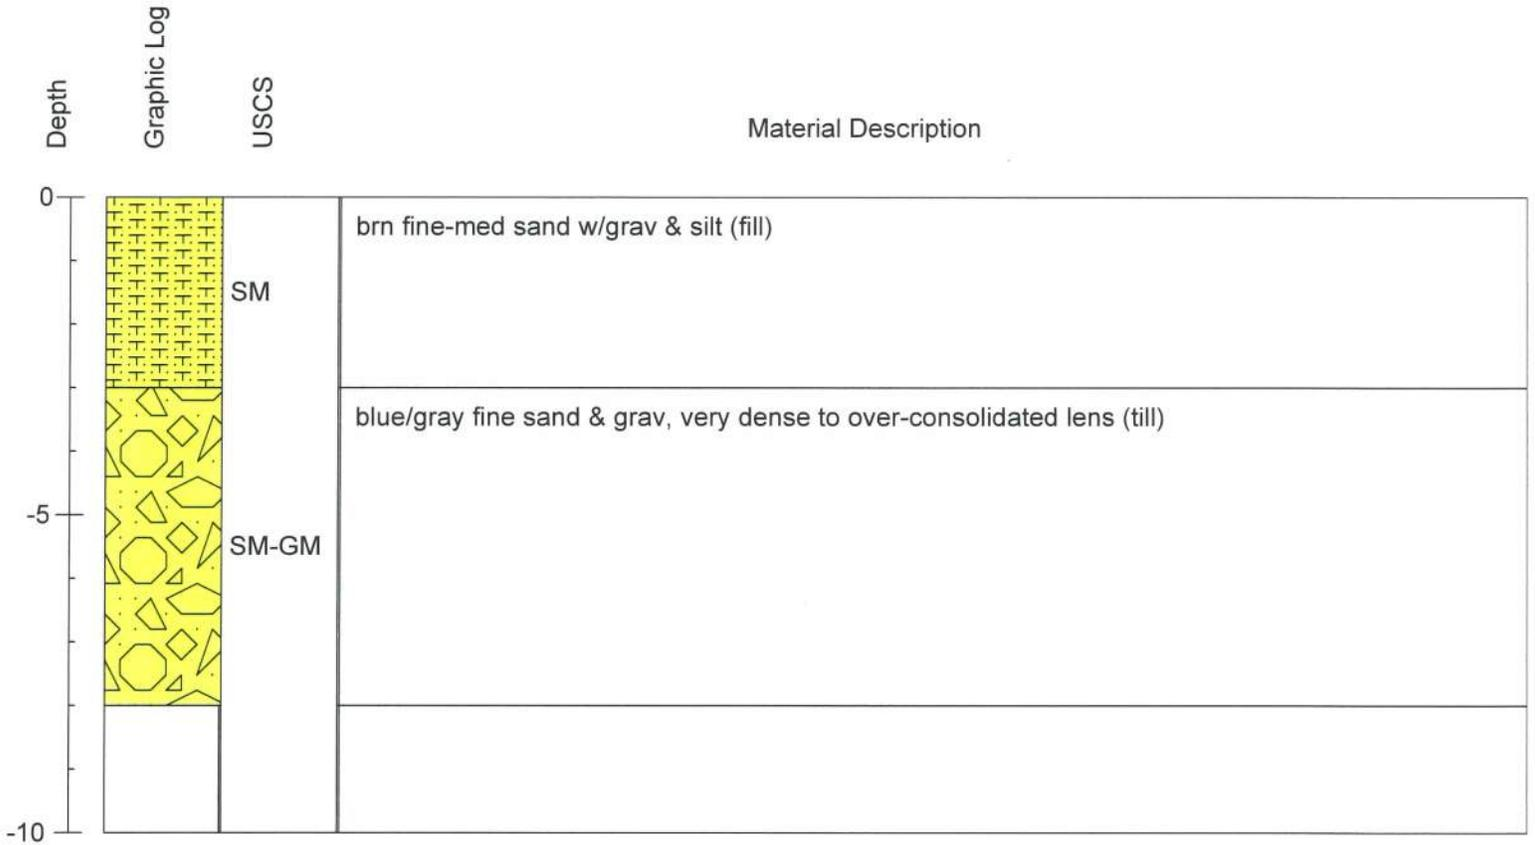 Depth
Graphic Log
USCS
Material Description
0
brn fine-med sand w/grav & silt (fill)
SM
blue/gray fine sand & grav, very dense to over-consolidated lens (till)
-5
SM-GM
-10